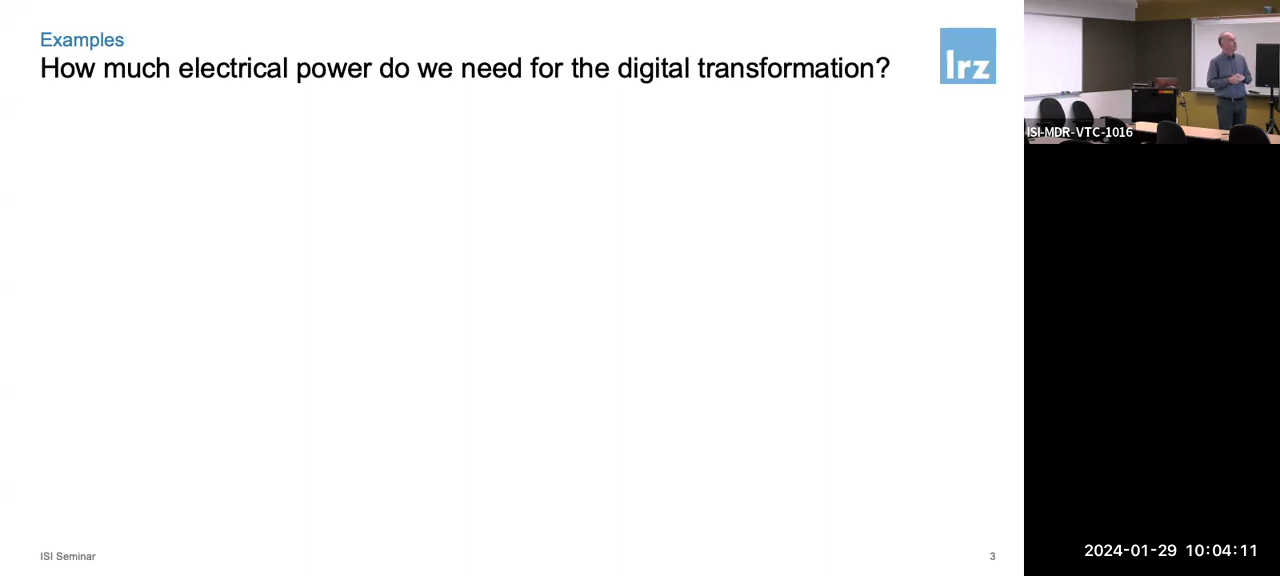 Examples
How much electrical power do we need for the digital transformation?
lrz
ISI-MDR-VTC-1016
ISI Seminar
3
2024-01-29 10:04:11